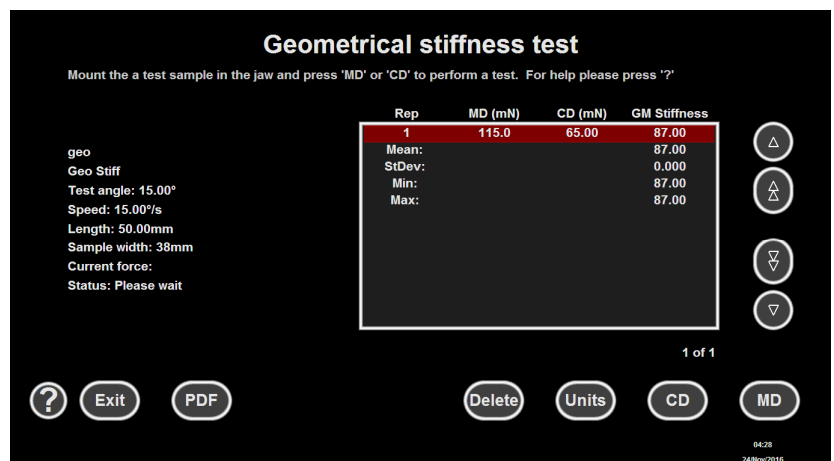 Geometrical stiffness test
Mount the a test sample in the jaw and press 'MD' or 'CD' to perform a test. For help please press '?'
Rep MD (mN) CD (mN) GM Stiffness
1 115.0 65.00 87.00
Mean: 87.00
StDev: 0.000
Min: 87.00
Max: 87.00
geo
Geo Stiff
Test angle: 15.00°
Speed: 15.00°/s
Length: 50.00mm
Sample width: 38mm
Current force:
Status: Please wait
1 of 1
? Exit PDF Delete Units CD MD
04:28
24/Nov/2016